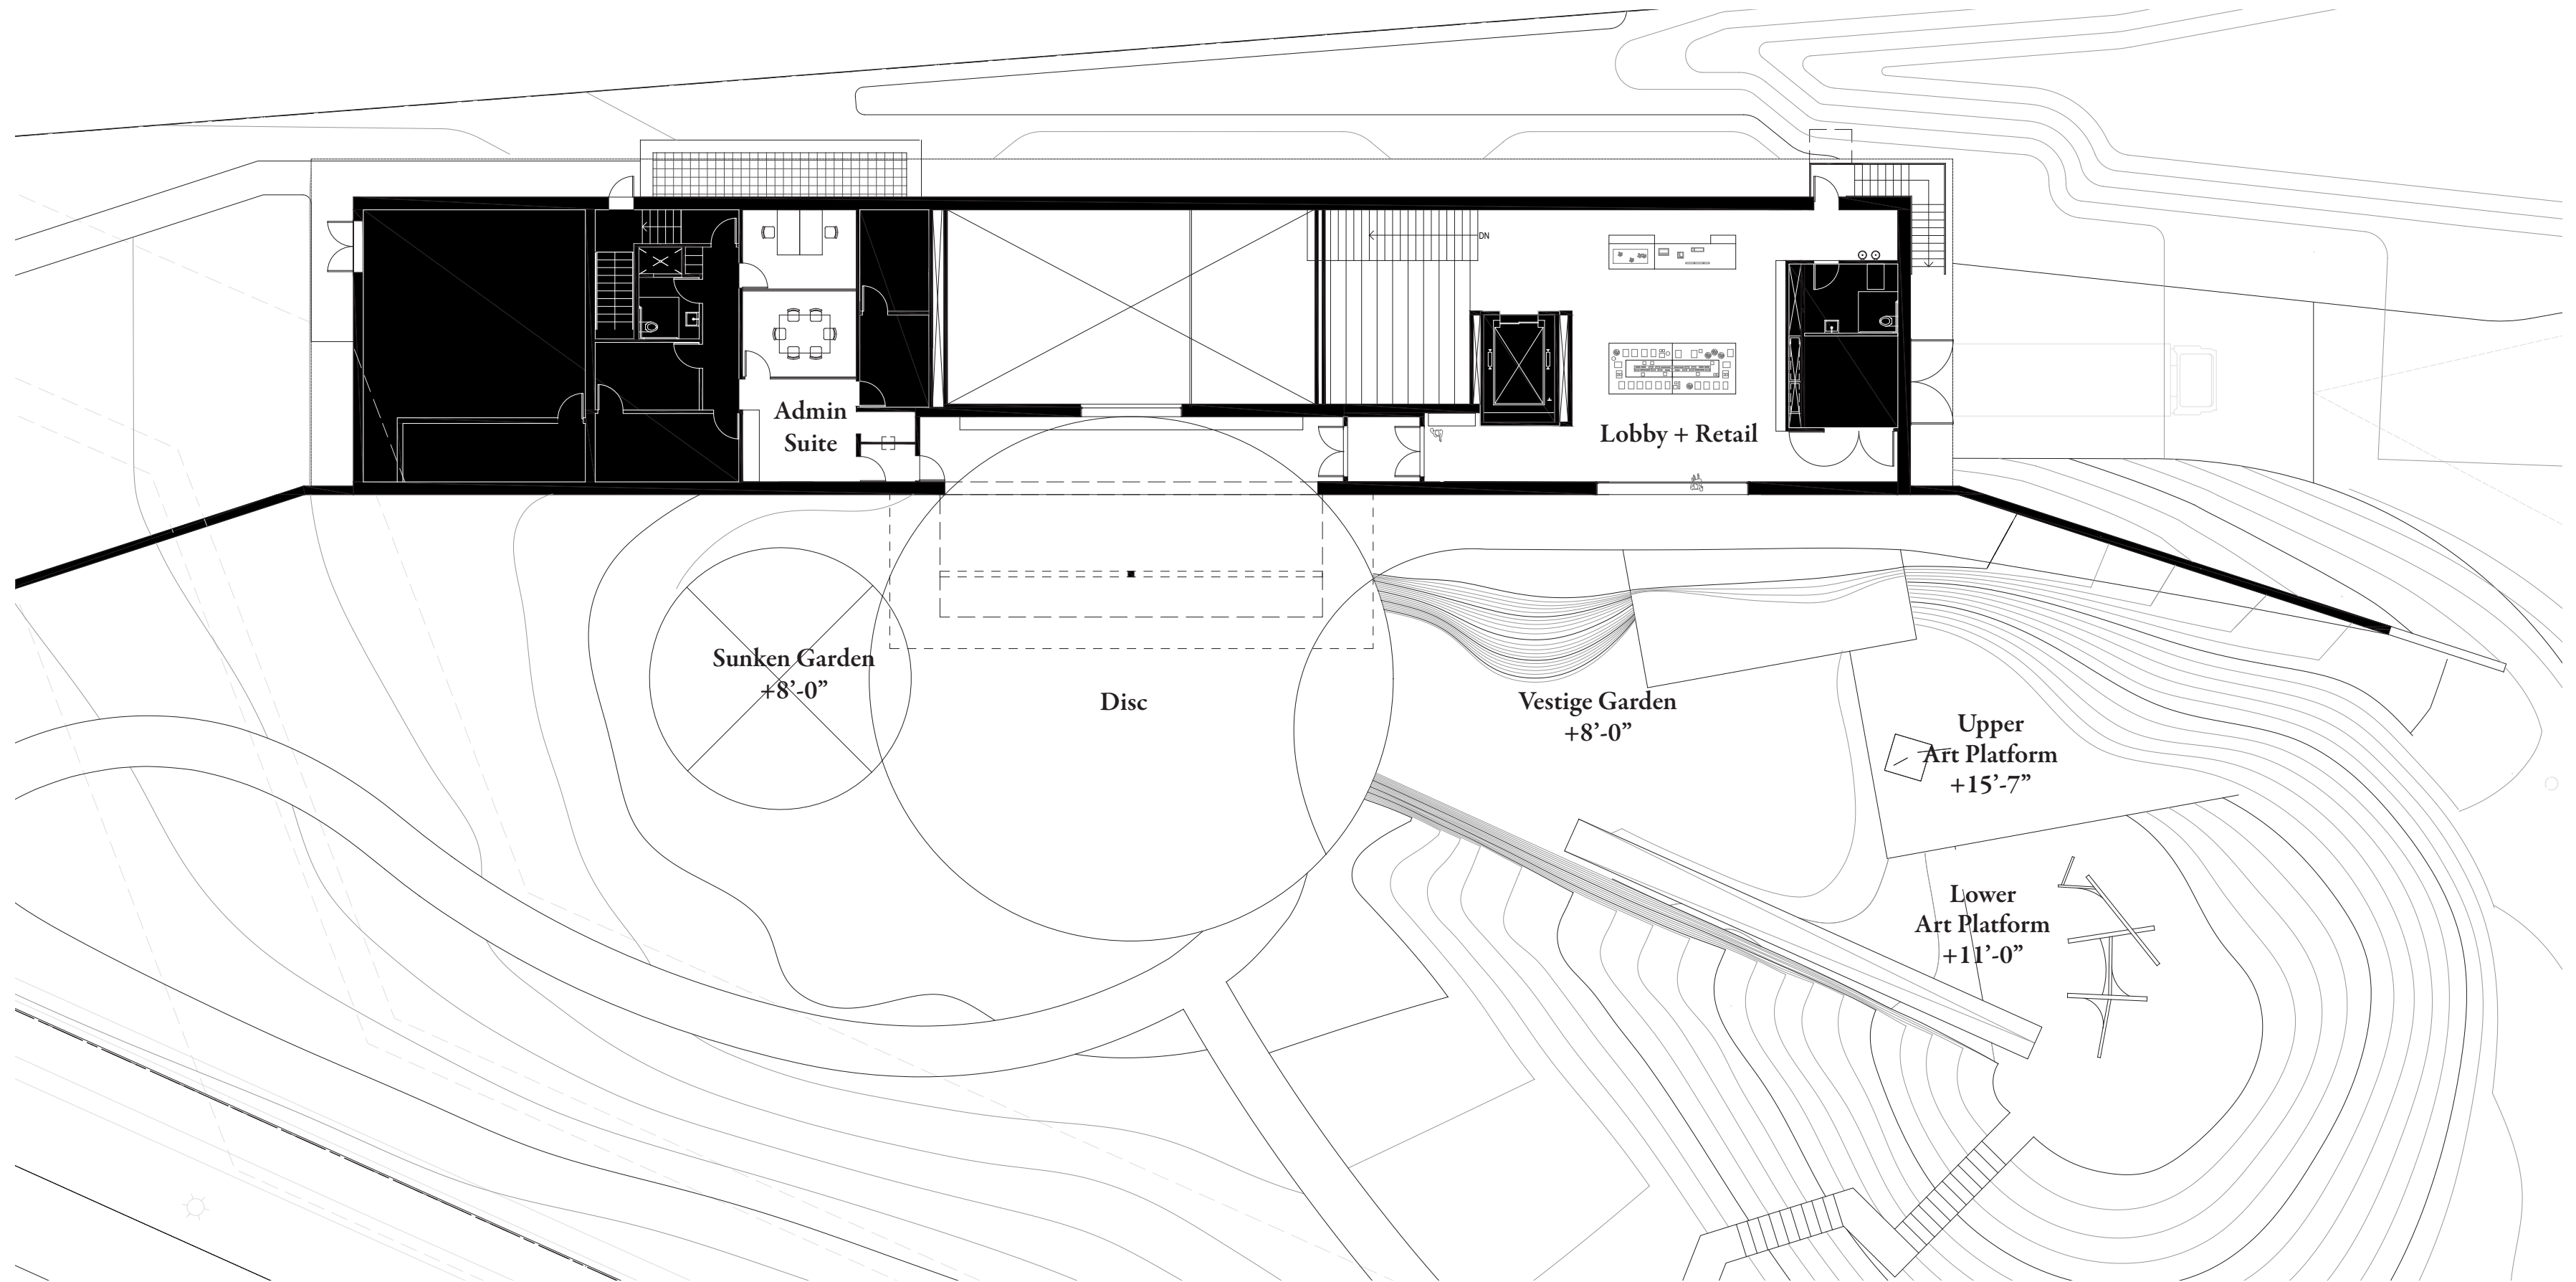 DN
Admin
Suite
Lobby + Retail
Sunken Garden
+8’-0”
Disc
Vestige Garden
+8’-0”
Upper
Art Platform
+15’-7”
Lower
Art Platform
+11’-0”